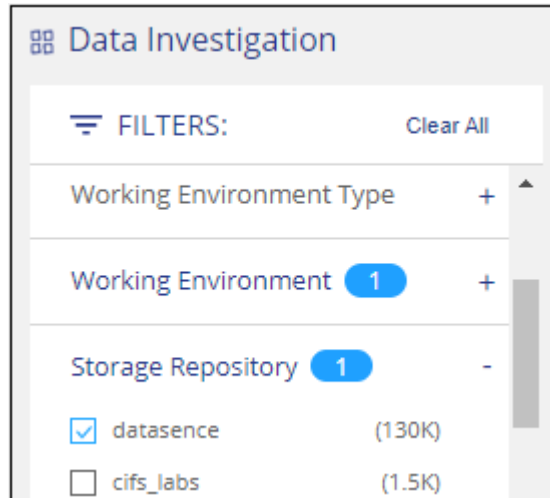 Data Investigation
FILTERS: Clear All
Working Environment Type +
Working Environment 1 +
Storage Repository 1 -
datasence (130K)
cifs_labs (1.5K)